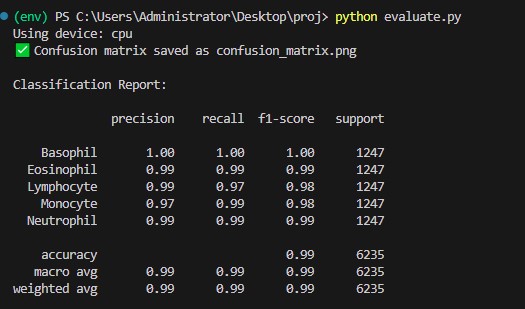 (env) PS C:\Users\Administrator\Desktop\proj> python evaluate.py
Using device: cpu
✅ Confusion matrix saved as confusion_matrix.png
Classification Report:
precision recall f1-score support
Basophil 1.00 1.00 1.00 1247
Eosinophil 0.99 0.99 0.99 1247
Lymphocyte 0.99 0.97 0.98 1247
Monocyte 0.97 0.99 0.98 1247
Neutrophil 0.99 0.99 0.99 1247
accuracy 0.99 6235
macro avg 0.99 0.99 0.99 6235
weighted avg 0.99 0.99 0.99 6235